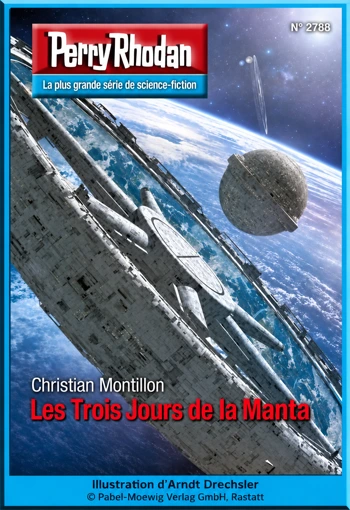 N° 2788
Perry Rhodan
La plus grande série de science-fiction
Christian Montillon
Les Trois Jours de la Manta
Illustration d'Arndt Drechsler
© Pabel-Moewig Verlag GmbH, Rastatt